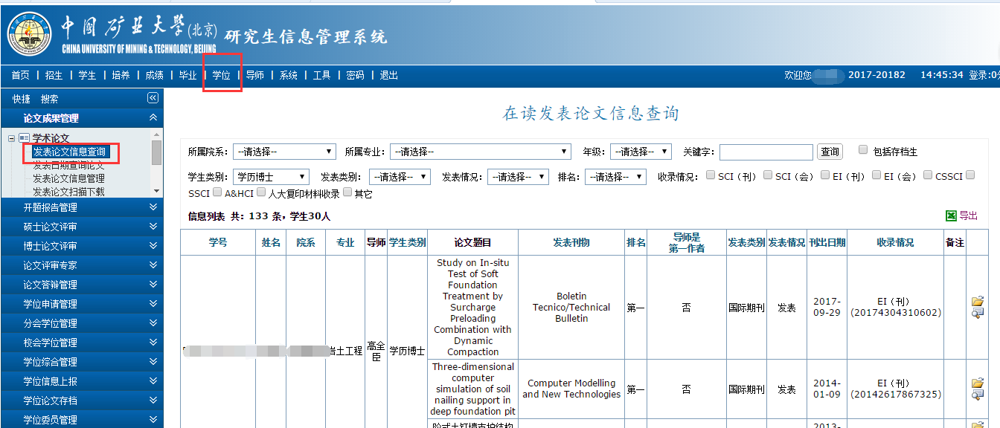 中国矿业大学(北京) 研究生信息管理系统
CHINA UNIVERSITY OF MINING & TECHNOLOGY, BEIJING
首页 | 招生 | 学生 | 培养 | 成绩 | 毕业 | 学位 | 导师 | 系统 | 工具 | 密码 | 退出
欢迎您 2017-20182 14:45:34 登录:0
快捷 搜索
论文成果管理
学术论文
发表论文信息查询
发表日期查询论文
发表论文信息管理
发表论文扫描下载
开题报告管理
硕士论文评审
博士论文评审
论文评审专家
论文答辩管理
学位申请管理
分会学位管理
校会学位管理
学位综合管理
学位信息上报
学位论文存档
学位委员管理
在读发表论文信息查询
所属院系: --请选择-- 所属专业: --请选择-- 年级: --请选择-- 关键字: 查询 包括存档生
学生类别: 学历博士 发表类别: --请选择-- 发表情况: --请选择-- 排名: --请选择-- 收录情况: SCI（刊） SCI（会） EI（刊） EI（会） CSSCI
SSCI A&HCI 人大复印材料收录 其它
信息列表 共：133 条，学生30人
导出
学号 姓名 院系 专业 导师 学生类别 论文题目 发表刊物 排名 导师是 发表类别 发表情况 刊出日期 收录情况 备注
第一作者
岩土工程
高全
臣
学历博士
Study on In-situ
Test of Soft
Foundation
Treatment by
Surcharge
Preloading
Combination with
Dynamic
Compaction
Boletin
Tecnico/Technical
Bulletin
第一
否
国际期刊
发表
2017-
09-29
EI（刊）
(20174304310602)
Three-dimensional
computer
simulation of soil
nailing support in
deep foundation pit
Computer Modelling
and New Technologies
第一
否
国际期刊
发表
2014-
01-09
EI（刊）
(20142617867325)
阶式土钉墙支护结构
2013-